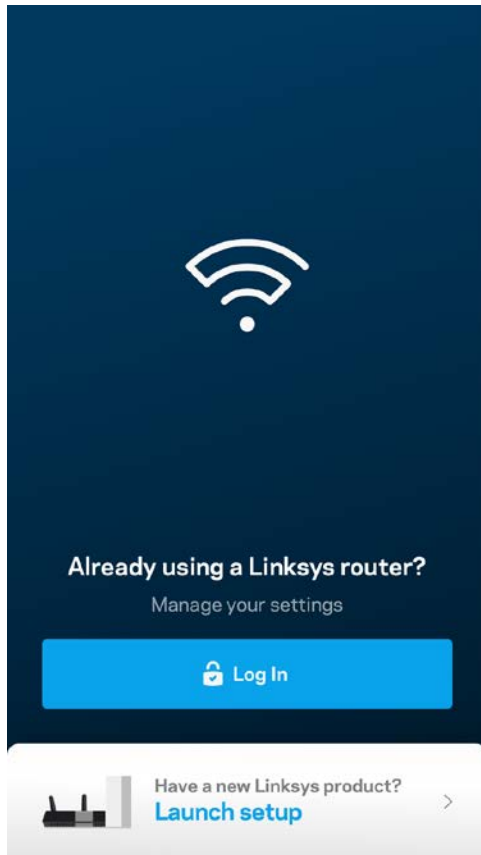 Already using a Linksys router?
Manage your settings
Log In
Have a new Linksys product?
Launch setup